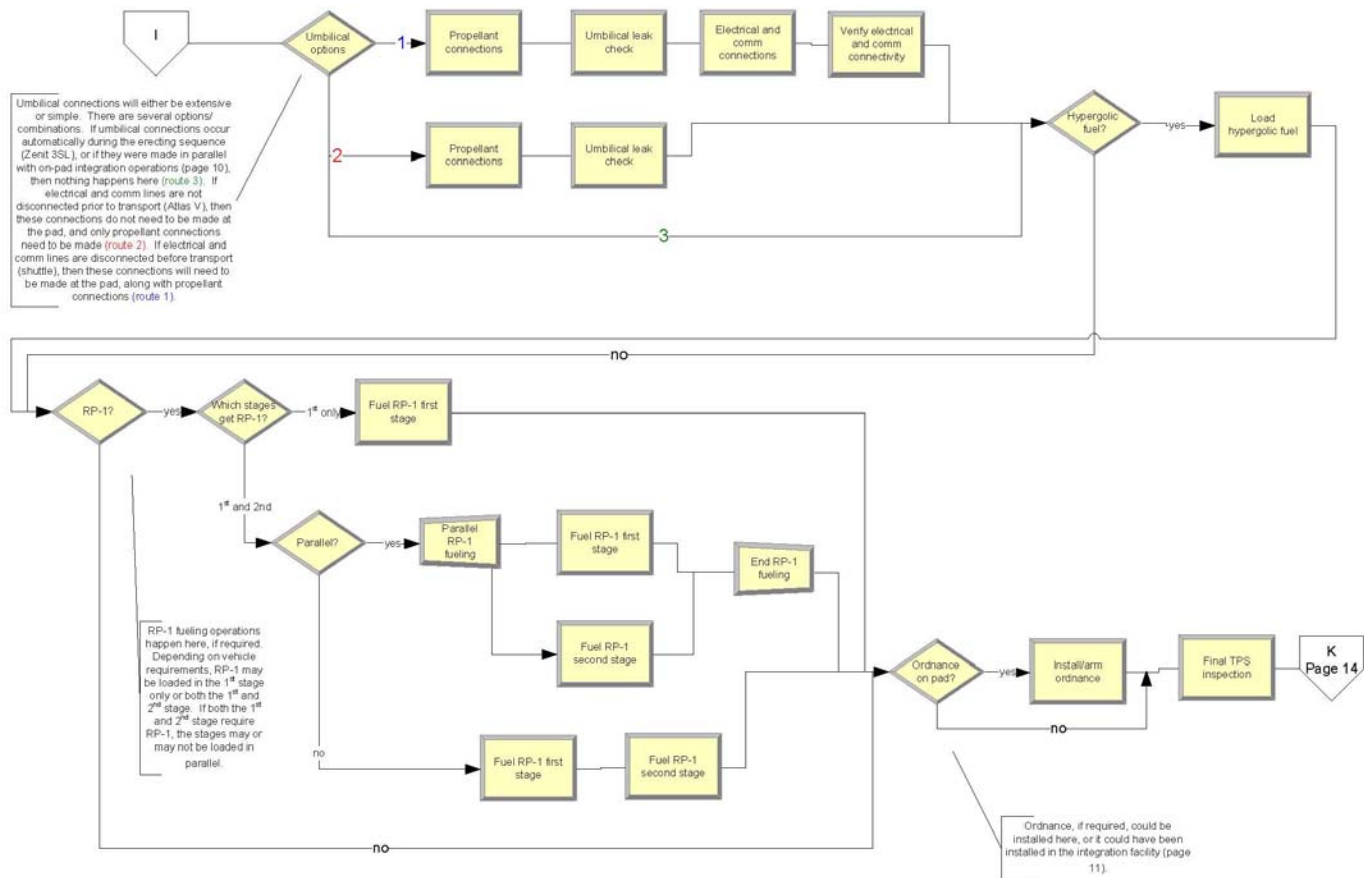 I
Umbilical
options
1
Propellant
connections
Umbilical leak
check
Electrical and
comm
connections
Verify electrical
and comm
connectivity
Umbilical connections will either be extensive
or simple. There are several options/
combinations. If umbilical connections occur
automatically during the erecting sequence
(Zenit 3SL), or if they were made in parallel
with on-pad integration operations (page 10),
then nothing happens here (route 3). If
electrical and comm lines are not
disconnected prior to transport (Atlas V), then
these connections do not need to be made at
the pad, and only propellant connections
need to be made (route 2). If electrical and
comm lines are disconnected before transport
(shuttle), then these connections will need to
be made at the pad, along with propellant
connections (route 1).
2
Propellant
connections
Umbilical leak
check
3
Hypergolic
fuel?
yes
Load
hypergolic fuel
no
RP-1?
yes
Which stages
get RP-1?
1st only
Fuel RP-1 first
stage
1st and 2nd
Parallel?
yes
Parallel
RP-1
fueling
Fuel RP-1 first
stage
End RP-1
fueling
Fuel RP-1
second stage
RP-1 fueling operations
happen here, if required.
Depending on vehicle
requirements, RP-1 may
be loaded in the 1st stage
only or both the 1st and
2nd stage. If both the 1st
and 2nd stage require
RP-1, the stages may or
may not be loaded in
parallel.
no
Fuel RP-1 first
stage
Fuel RP-1
second stage
no
Ordnance
on pad?
yes
Install/arm
ordnance
no
Final TPS
inspection
K
Page 14
Ordnance, if required, could be
installed here, or it could have been
installed in the integration facility (page
11).